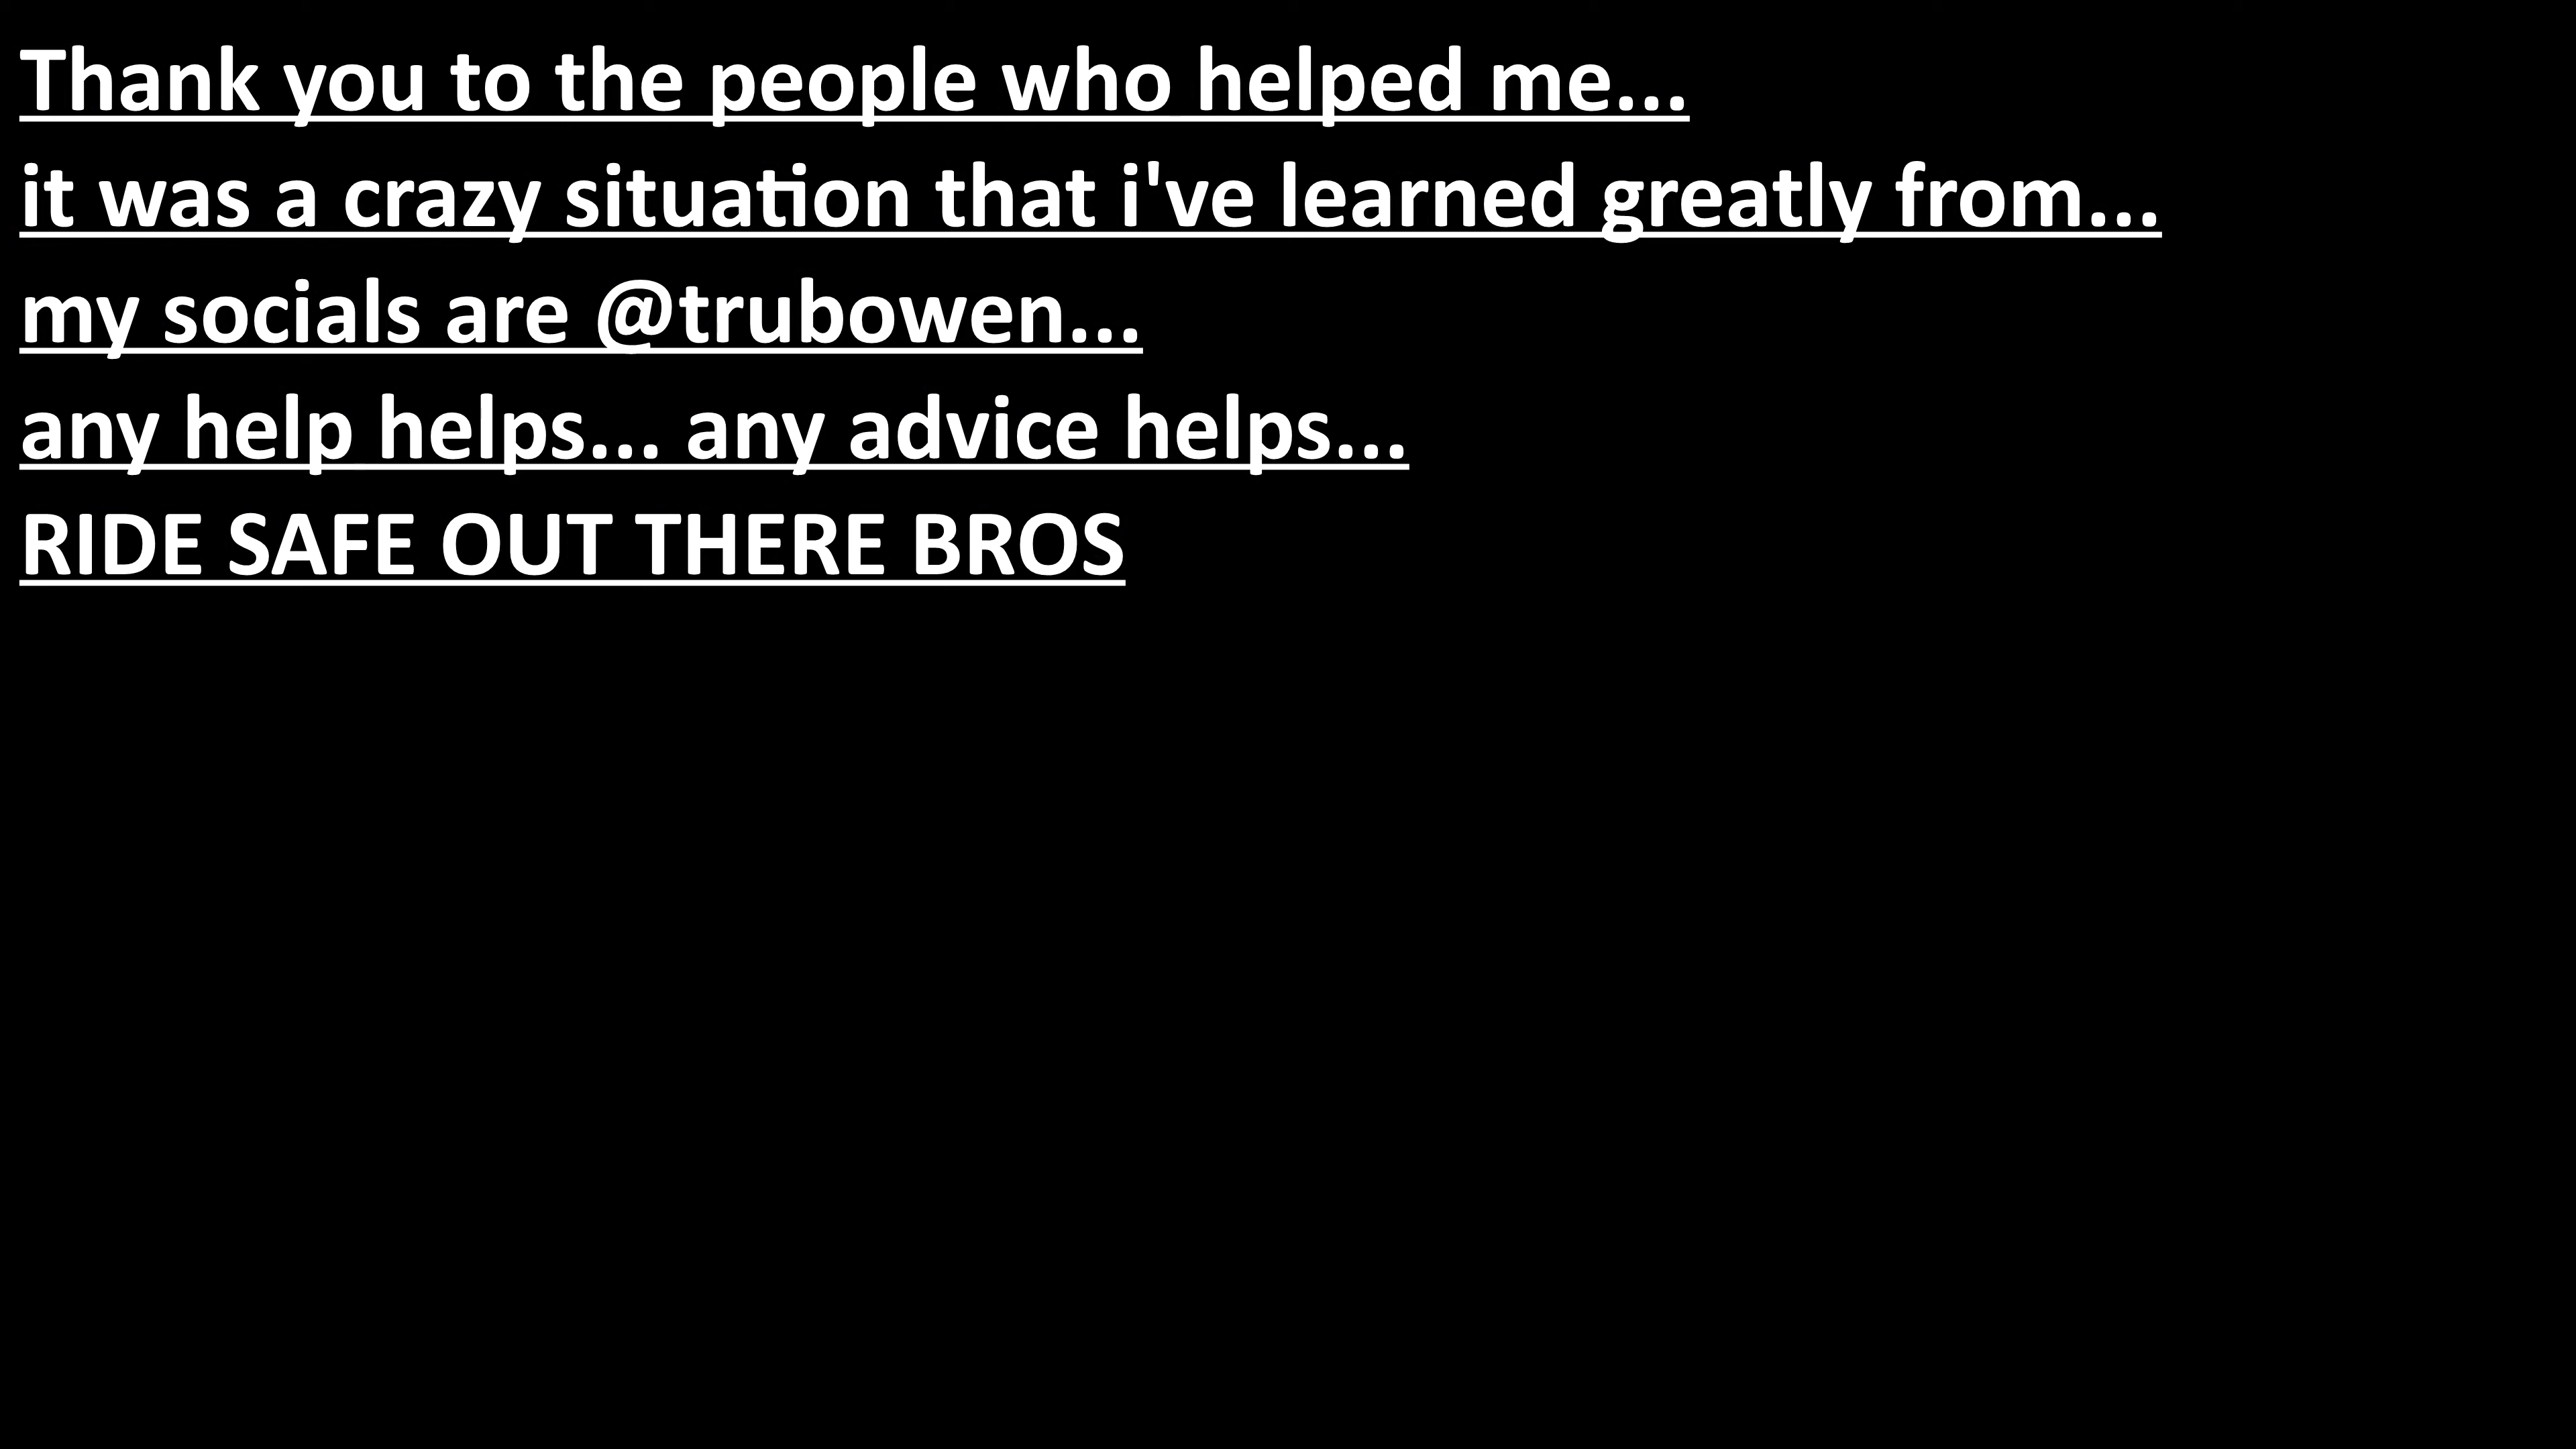 Thank you to the people who helped me...
it was a crazy situation that i've learned greatly from...
my socials are @trubowen...
any help helps... any advice helps...
RIDE SAFE OUT THERE BROS